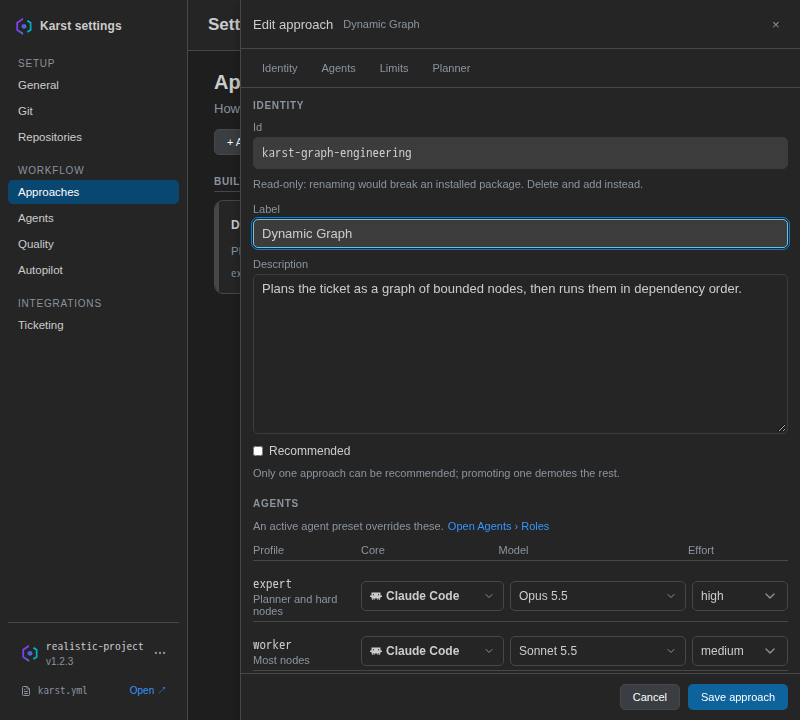 Karst settings
SETUP
General
Git
Repositories
WORKFLOW
Approaches
Agents
Quality
Autopilot
INTEGRATIONS
Ticketing
realistic-project
v1.2.3
karst.yml
Open ↗
Sett
Ap
How
+ A
BUIL
D
Pl
ex
Edit approach Dynamic Graph ×
Identity Agents Limits Planner
IDENTITY
Id
karst-graph-engineering
Read-only: renaming would break an installed package. Delete and add instead.
Label
Dynamic Graph
Description
Plans the ticket as a graph of bounded nodes, then runs them in dependency order.
Recommended
Only one approach can be recommended; promoting one demotes the rest.
AGENTS
An active agent preset overrides these. Open Agents › Roles
Profile Core Model Effort
expert
Planner and hard
nodes
Claude Code Opus 5.5 high
worker
Most nodes
Claude Code Sonnet 5.5 medium
Cancel Save approach